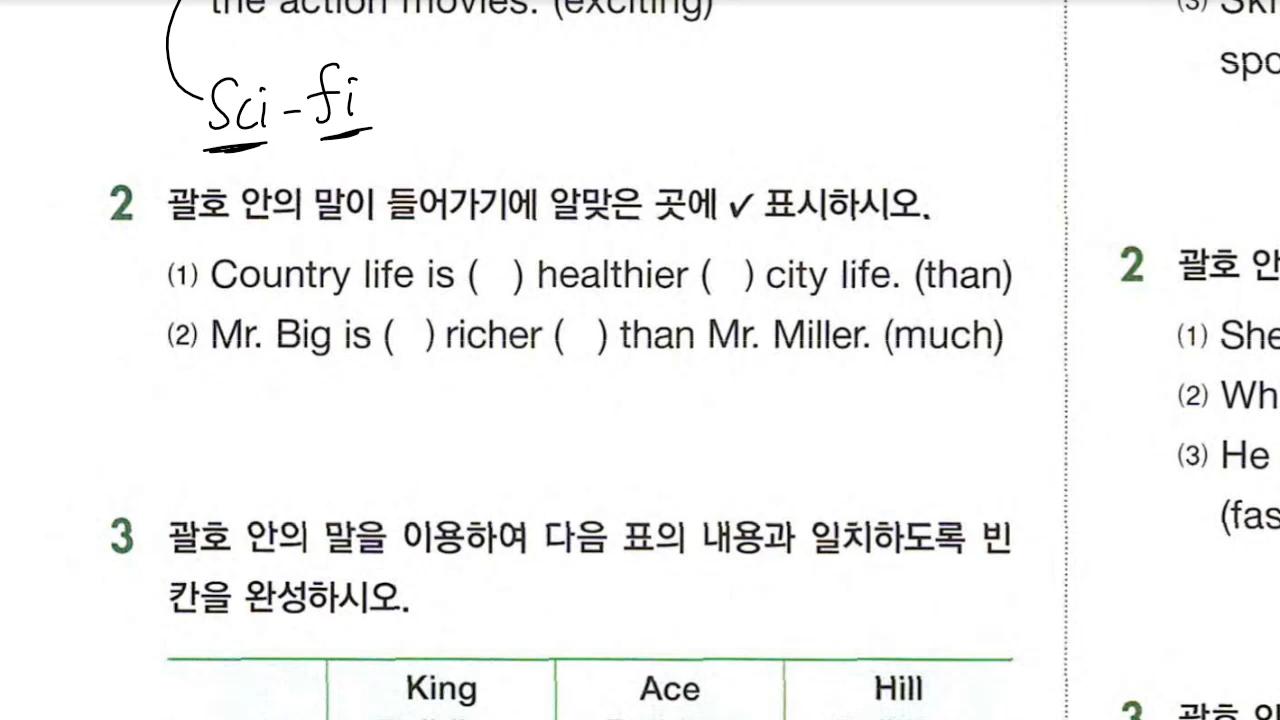 the action movies. (exciting)
Sci-fi
2 괄호 안의 말이 들어가기에 알맞은 곳에 ✓ 표시하시오.
(1) Country life is (  ) healthier (  ) city life. (than)
(2) Mr. Big is (  ) richer (  ) than Mr. Miller. (much)
3 괄호 안의 말을 이용하여 다음 표의 내용과 일치하도록 빈
칸을 완성하시오.
King Ace Hill
(3)
2 괄호
(1) She
(2)
(3) He